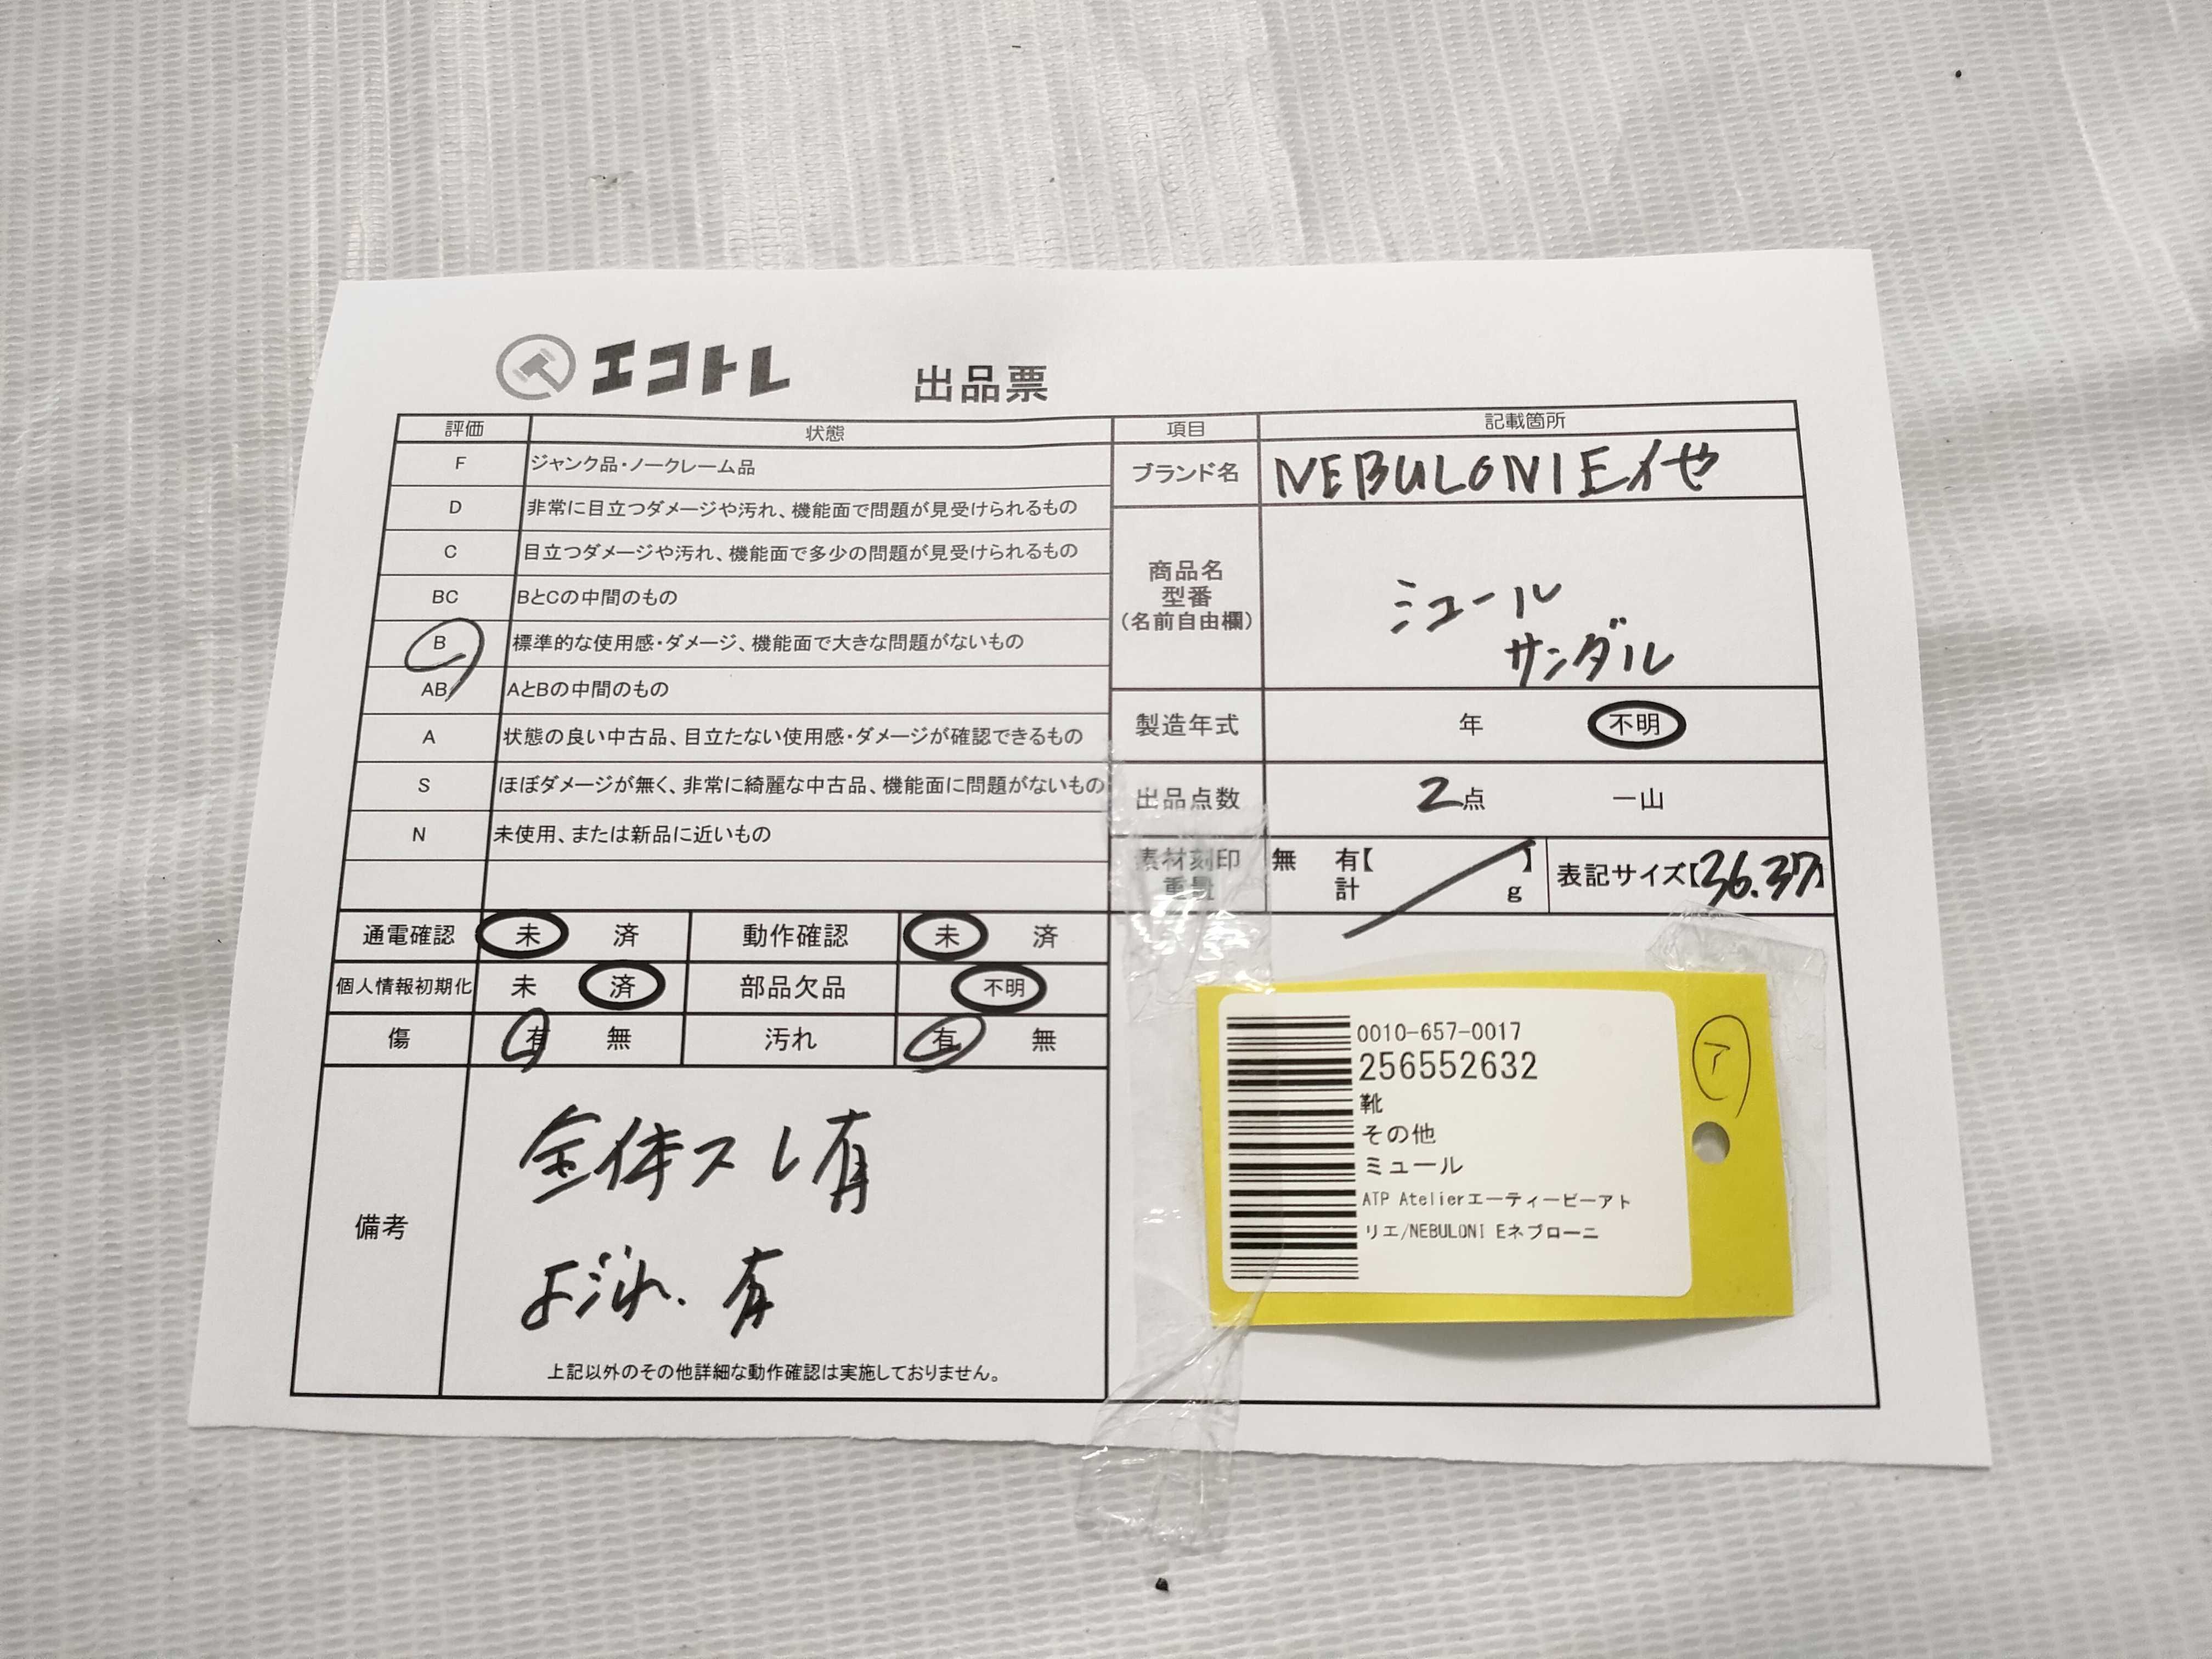 エコトレ 出品票
評価 状態
F ジャンク品・ノークレーム品
D 非常に目立つダメージや汚れ、機能面で問題が見受けられるもの
C 目立つダメージや汚れ、機能面で多少の問題が見受けられるもの
BC BとCの中間のもの
B 標準的な使用感・ダメージ、機能面で大きな問題がないもの
AB AとBの中間のもの
A 状態の良い中古品、目立たない使用感・ダメージが確認できるもの
S ほぼダメージが無く、非常に綺麗な中古品、機能面に問題がないもの
N 未使用、または新品に近いもの
項目 記載箇所
ブランド名 NEBULONI E イセ
商品名
型番
(名前自由欄)
ミュール
サンダル
製造年式 年 不明
出品点数 2点 一山
素材刻印 無 有【 】
重量 計 g
表記サイズ【36.37】
通電確認 未 済 動作確認 未 済
個人情報初期化 未 済 部品欠品 不明
傷 有 無 汚れ 有 無
備考
全体スレ有
よごれ.有
上記以外のその他詳細な動作確認は実施しておりません。
0010-657-0017
256552632
靴
その他
ミュール
ATP Atelierエーティーピーアト
リエ/NEBULONI Eネブローニ
ア